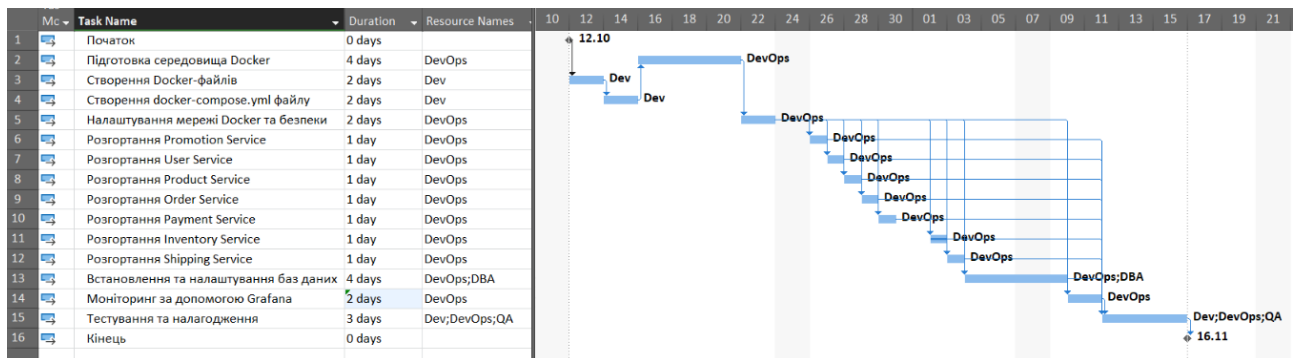 Mc Task Name Duration Resource Names 10 12 14 16 18 20 22 24 26 28 30 01 03 05 07 09 11 13 15 17 19 21
1 Початок 0 days 12.10
2 Підготовка середовища Docker 4 days DevOps DevOps
3 Створення Docker-файлів 2 days Dev Dev
4 Створення docker-compose.yml файлу 2 days Dev Dev
5 Налаштування мережі Docker та безпеки 2 days DevOps DevOps
6 Розгортання Promotion Service 1 day DevOps DevOps
7 Розгортання User Service 1 day DevOps DevOps
8 Розгортання Product Service 1 day DevOps DevOps
9 Розгортання Order Service 1 day DevOps DevOps
10 Розгортання Payment Service 1 day DevOps DevOps
11 Розгортання Inventory Service 1 day DevOps DevOps
12 Розгортання Shipping Service 1 day DevOps DevOps
13 Встановлення та налаштування баз даних 4 days DevOps;DBA DevOps;DBA
14 Моніторинг за допомогою Grafana 2 days DevOps DevOps
15 Тестування та налагодження 3 days Dev;DevOps;QA Dev;DevOps;QA
16 Кінець 0 days 16.11